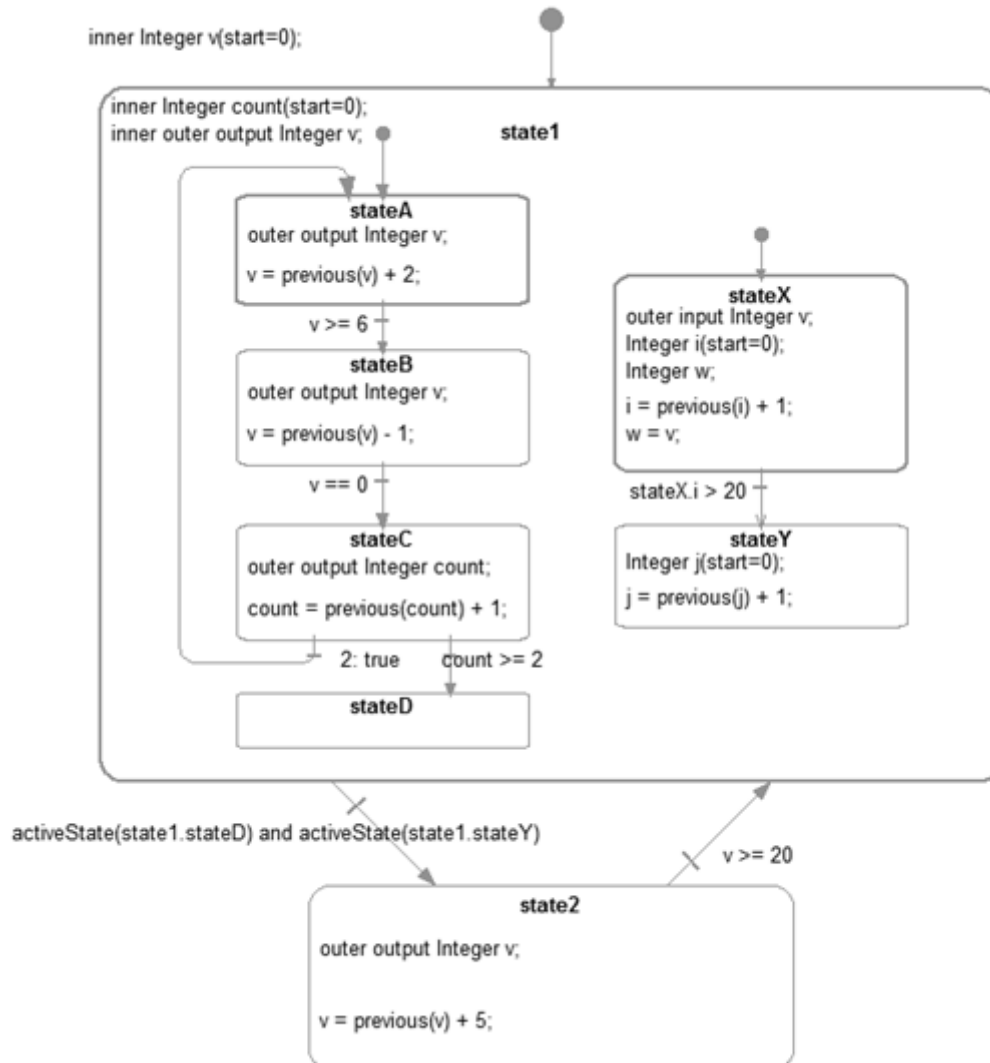 inner Integer v(start=0);
inner Integer count(start=0);
inner outer output Integer v;
state1
stateA
outer output Integer v;
v = previous(v) + 2;
v >= 6
stateB
outer output Integer v;
v = previous(v) - 1;
v == 0
stateC
outer output Integer count;
count = previous(count) + 1;
2: true
count >= 2
stateD
stateX
outer input Integer v;
Integer i(start=0);
Integer w;
i = previous(i) + 1;
w = v;
stateX.i > 20
stateY
Integer j(start=0);
j = previous(j) + 1;
activeState(state1.stateD) and activeState(state1.stateY)
v >= 20
state2
outer output Integer v;
v = previous(v) + 5;